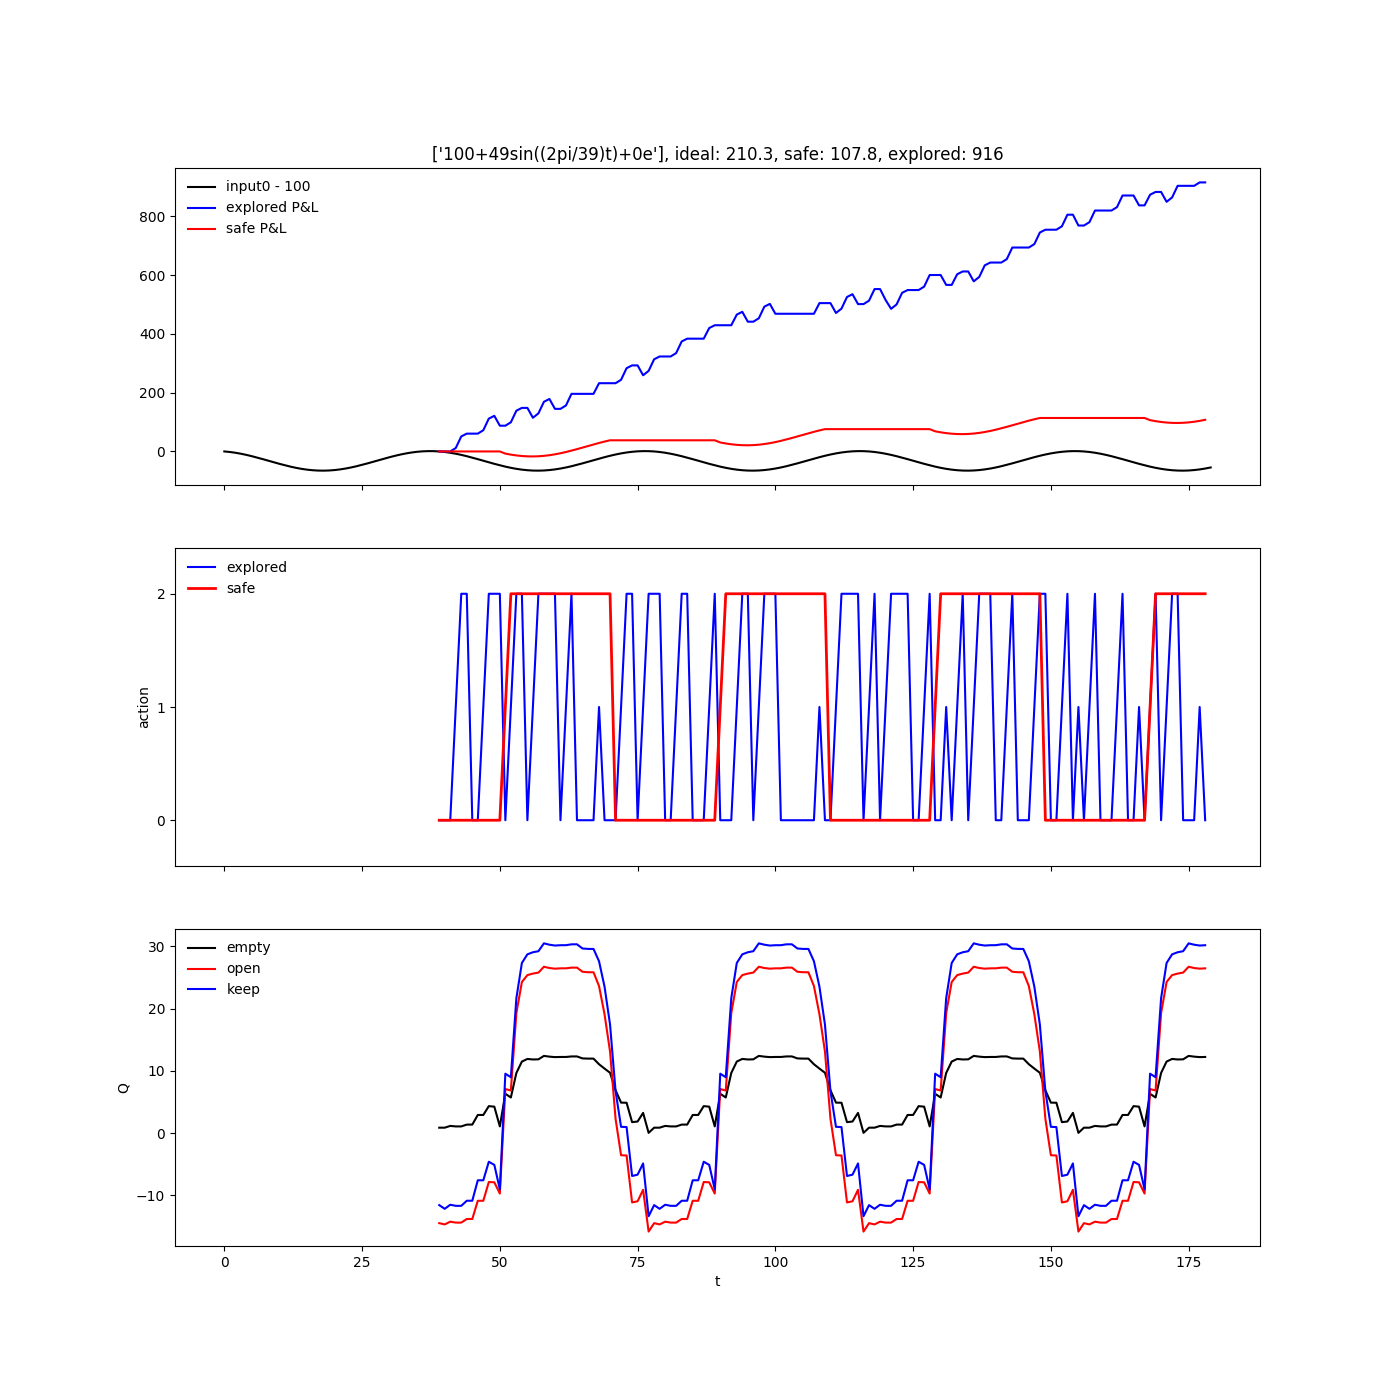 ['100+49sin((2pi/39)t)+0e'], ideal: 210.3, safe: 107.8, explored: 916
input0 - 100
explored P&L
safe P&L
800
600
400
200
0
explored
safe
2
1
0
action
empty
open
keep
30
20
10
0
−10
Q
0 25 50 75 100 125 150 175
t